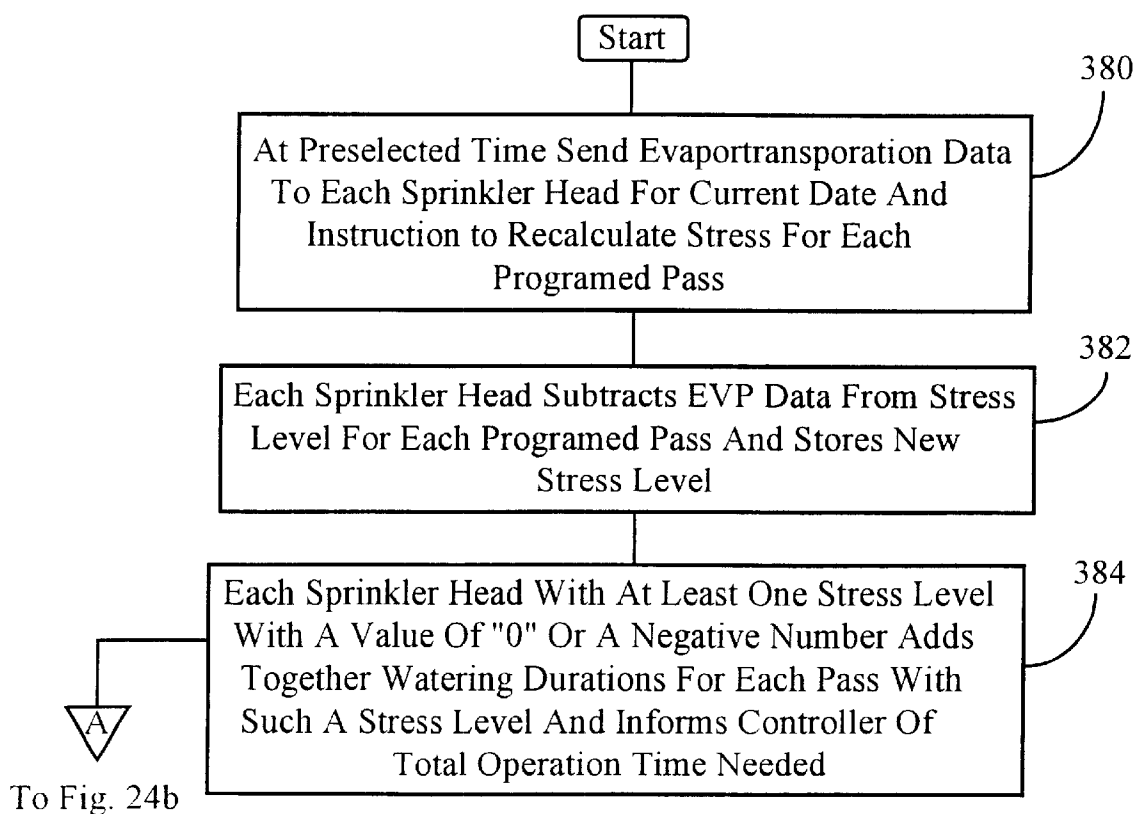 Start
380
At Preselected Time Send Evaportransporation Data
To Each Sprinkler Head For Current Date And
Instruction to Recalculate Stress For Each
Programed Pass
382
Each Sprinkler Head Subtracts EVP Data From Stress
Level For Each Programed Pass And Stores New
Stress Level
384
Each Sprinkler Head With At Least One Stress Level
With A Value Of "0" Or A Negative Number Adds
Together Watering Durations For Each Pass With
Such A Stress Level And Informs Controller Of
Total Operation Time Needed
A
To Fig. 24b